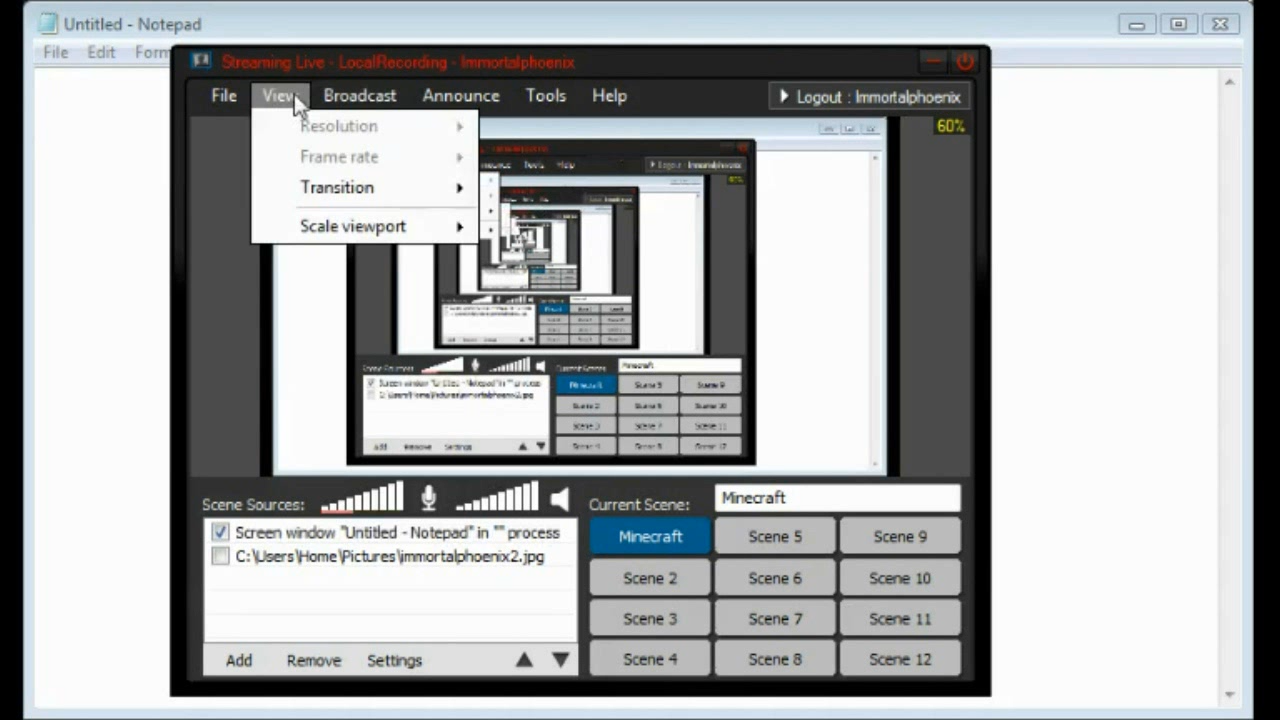 Untitled - Notepad
File Edit Form
Streaming Live - LocalRecording - Immortalphoenix
File View Broadcast Announce Tools Help Logout : Immortalphoenix
60%
Resolution
Frame rate
Transition
Scale viewport
Scene Sources:
Screen window "Untitled - Notepad" in "" process
C:\Users\Home\Pictures\immortalphoenix2.jpg
Add Remove Settings
Current Scene: Minecraft
Minecraft Scene 5 Scene 9
Scene 2 Scene 6 Scene 10
Scene 3 Scene 7 Scene 11
Scene 4 Scene 8 Scene 12